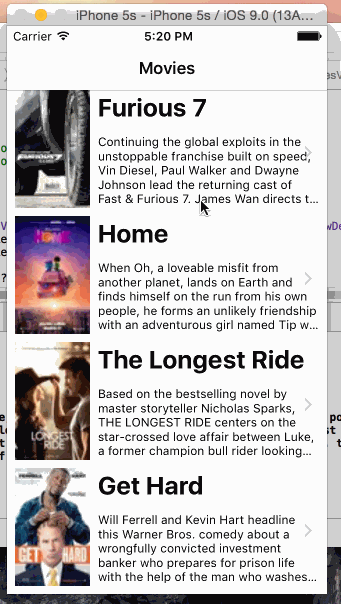 iPhone 5s - iPhone 5s / iOS 9.0 (13A...
Carrier 5:20 PM
Movies
Furious 7
Continuing the global exploits in the
unstoppable franchise built on speed,
Vin Diesel, Paul Walker and Dwayne
Johnson lead the returning cast of
Fast & Furious 7. James Wan directs t...
Home
When Oh, a loveable misfit from
another planet, lands on Earth and
finds himself on the run from his own
people, he forms an unlikely friendship
with an adventurous girl named Tip w...
HOME
The Longest Ride
Based on the bestselling novel by
master storyteller Nicholas Sparks,
THE LONGEST RIDE centers on the
star-crossed love affair between Luke,
a former champion bull rider looking...
LONGEST
RIDE
Get Hard
Will Ferrell and Kevin Hart headline
this Warner Bros. comedy about a
wrongfully convicted investment
banker who prepares for prison life
with the help of the man who washes...
GET HARD